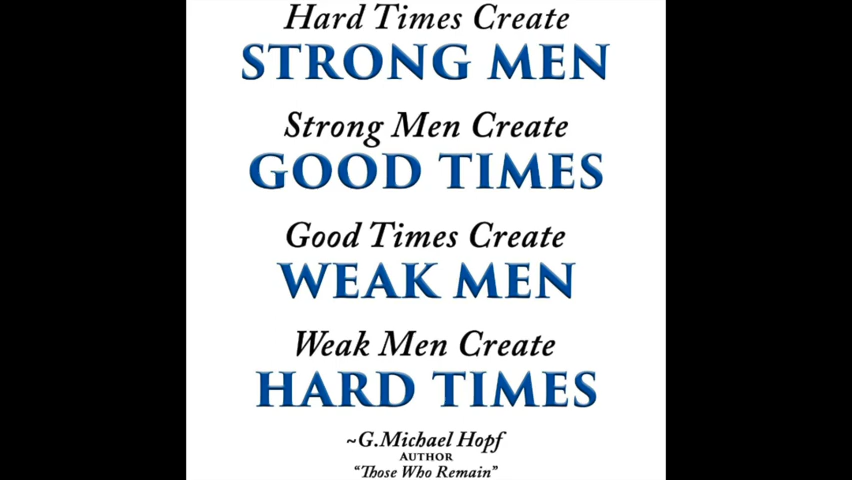 Hard Times Create
STRONG MEN
Strong Men Create
GOOD TIMES
Good Times Create
WEAK MEN
Weak Men Create
HARD TIMES
~G.Michael Hopf
AUTHOR
“Those Who Remain”